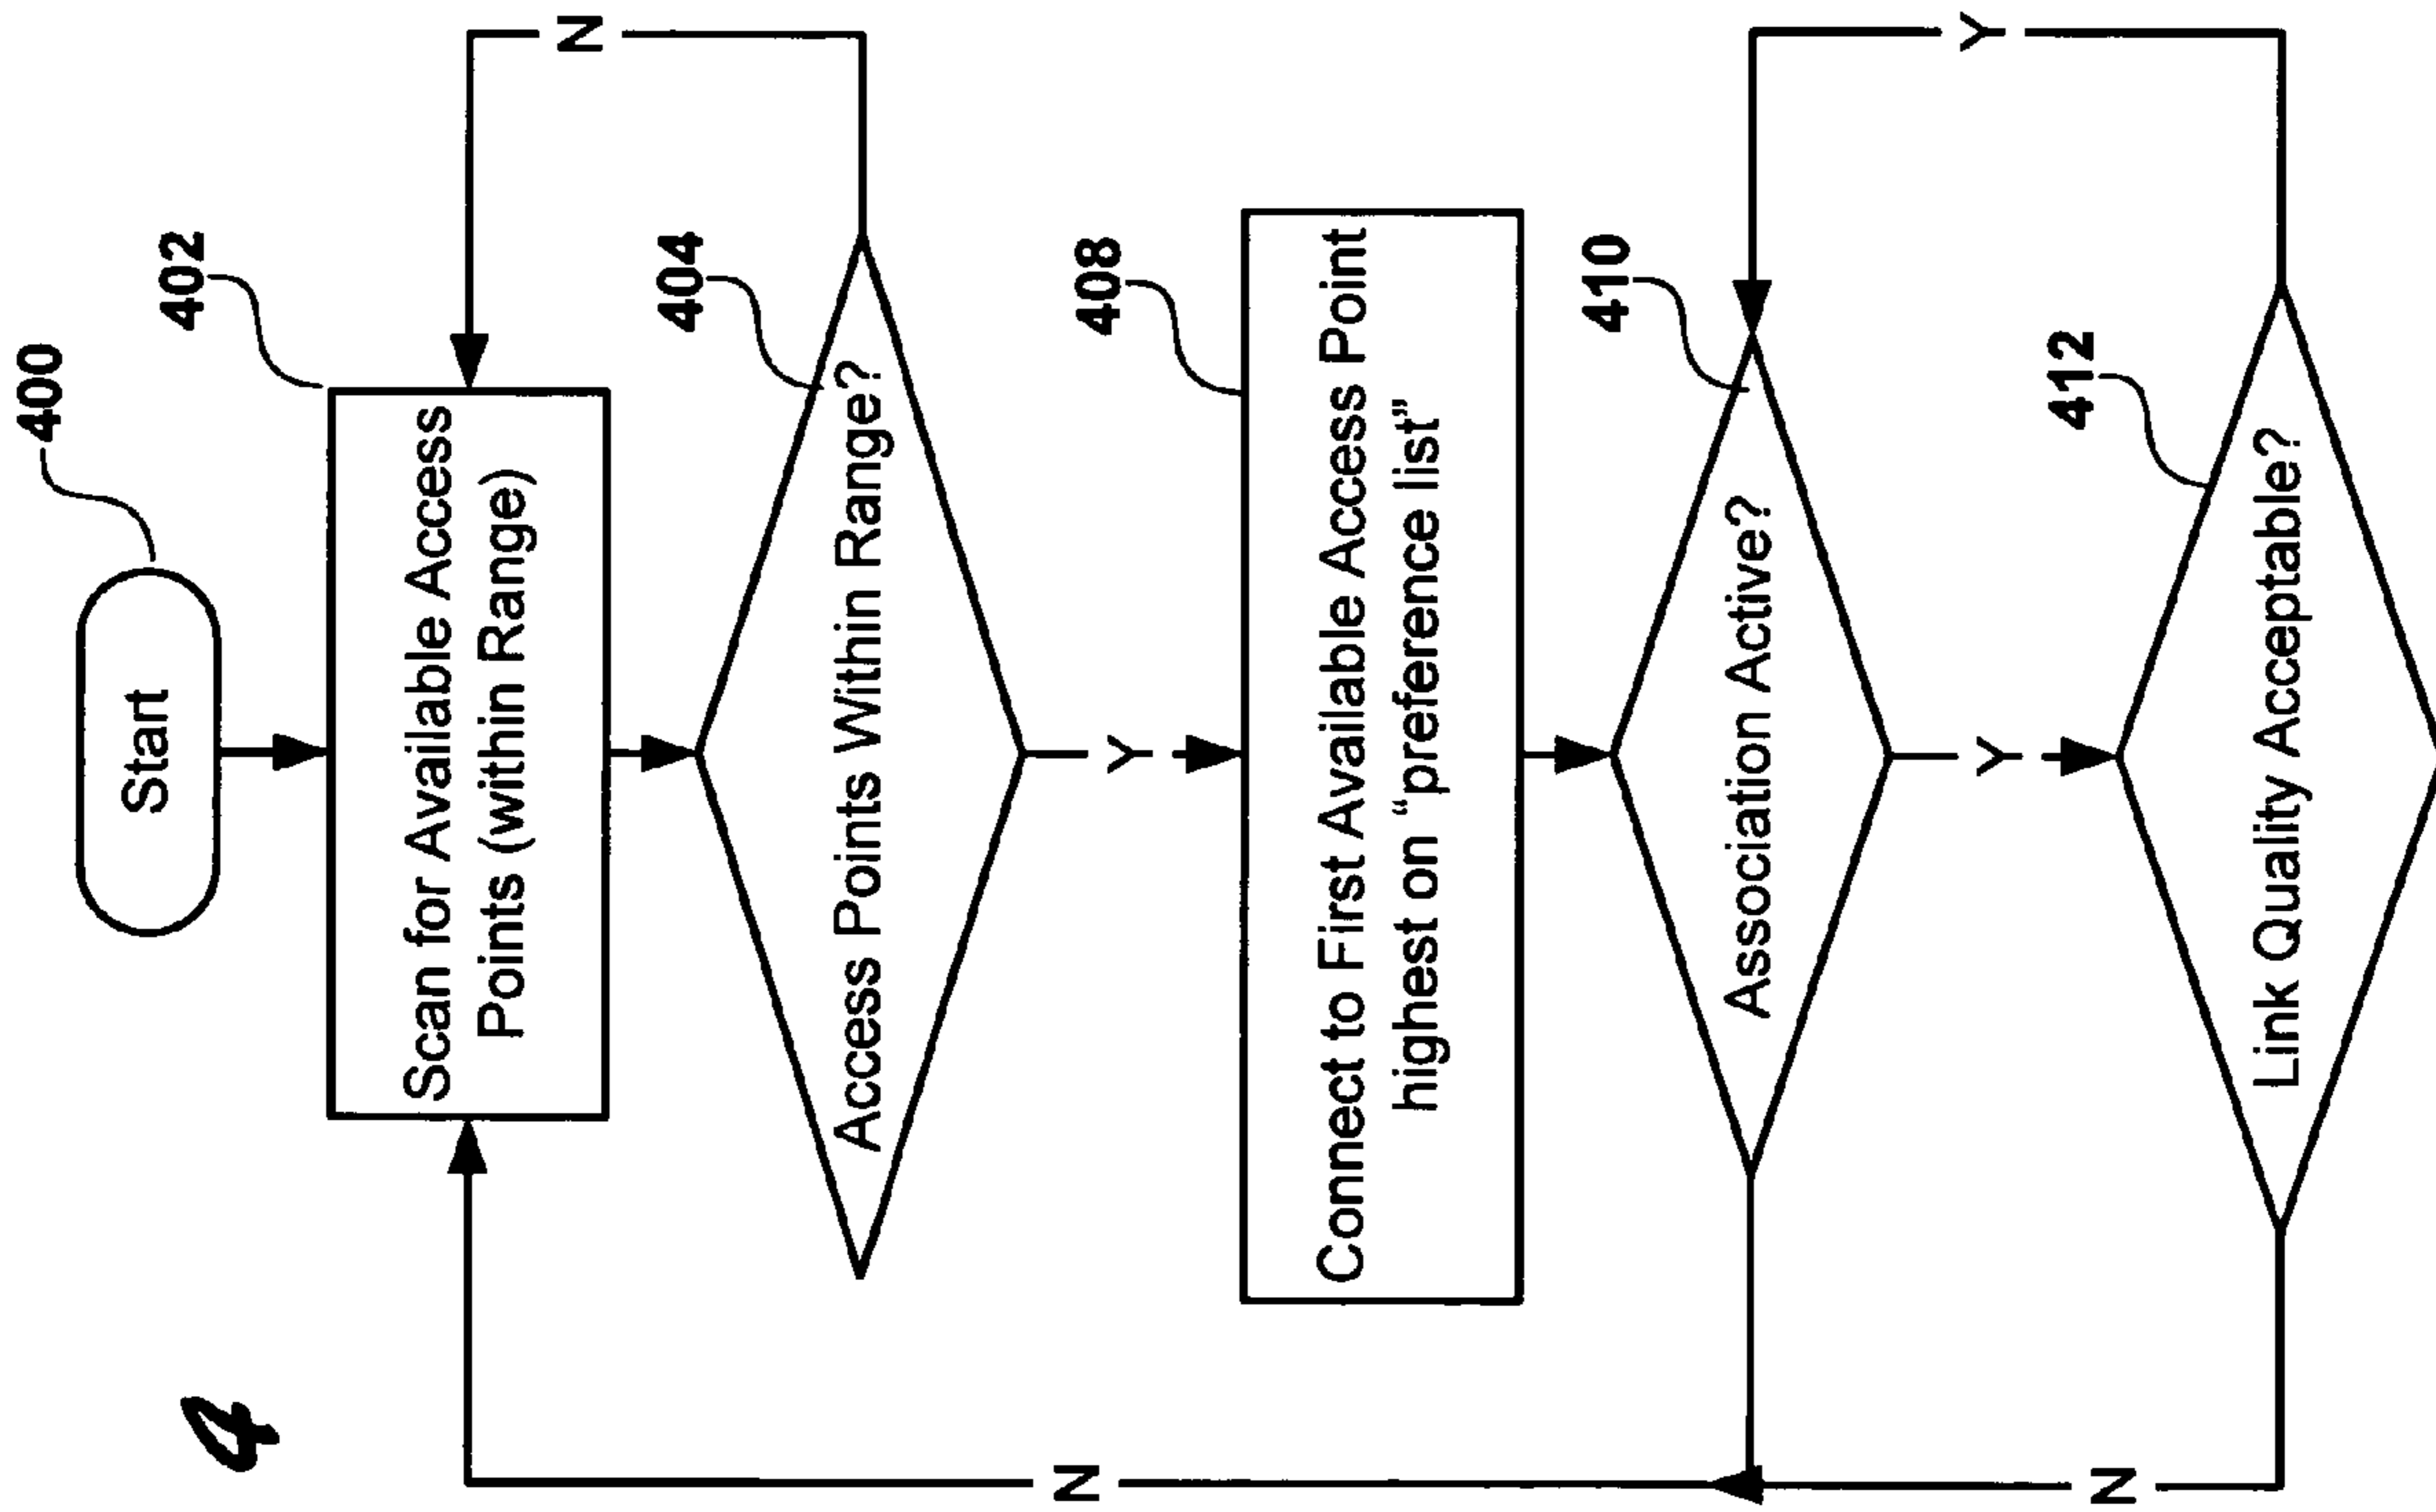 4
400
Start
402
Scan for Available Access
Points (within Range)
N
404
Access Points Within Range?
Y
408
Connect to First Available Access Point
highest on “preference list”
410
Association Active?
Y
N
412
Link Quality Acceptable?
Y
N